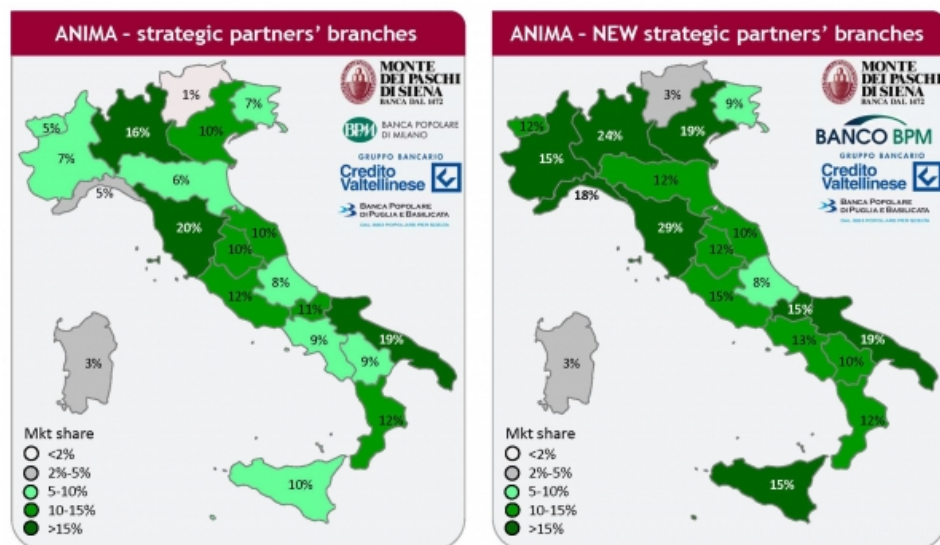 ANIMA - strategic partners' branches
MONTE
DEI PASCHI
DI SIENA
BANCA DAL 1472
BPM
BANCA POPOLARE
DI MILANO
GRUPPO BANCARIO
Credito
Valtellinese
BANCA POPOLARE
DI PUGLIA E BASILICATA
1%
7%
5%
16%
10%
7%
6%
5%
20%
10%
10%
8%
12%
11%
19%
9%
9%
3%
12%
10%
Mkt share
<2%
2%-5%
5-10%
10-15%
>15%
ANIMA - NEW strategic partners' branches
MONTE
DEI PASCHI
DI SIENA
BANCA DAL 1472
BANCO BPM
GRUPPO BANCARIO
Credito
Valtellinese
BANCA POPOLARE
DI PUGLIA E BASILICATA
3%
9%
12%
24%
19%
15%
12%
18%
29%
10%
12%
8%
15%
15%
19%
13%
10%
3%
12%
15%
Mkt share
<2%
2%-5%
5-10%
10-15%
>15%